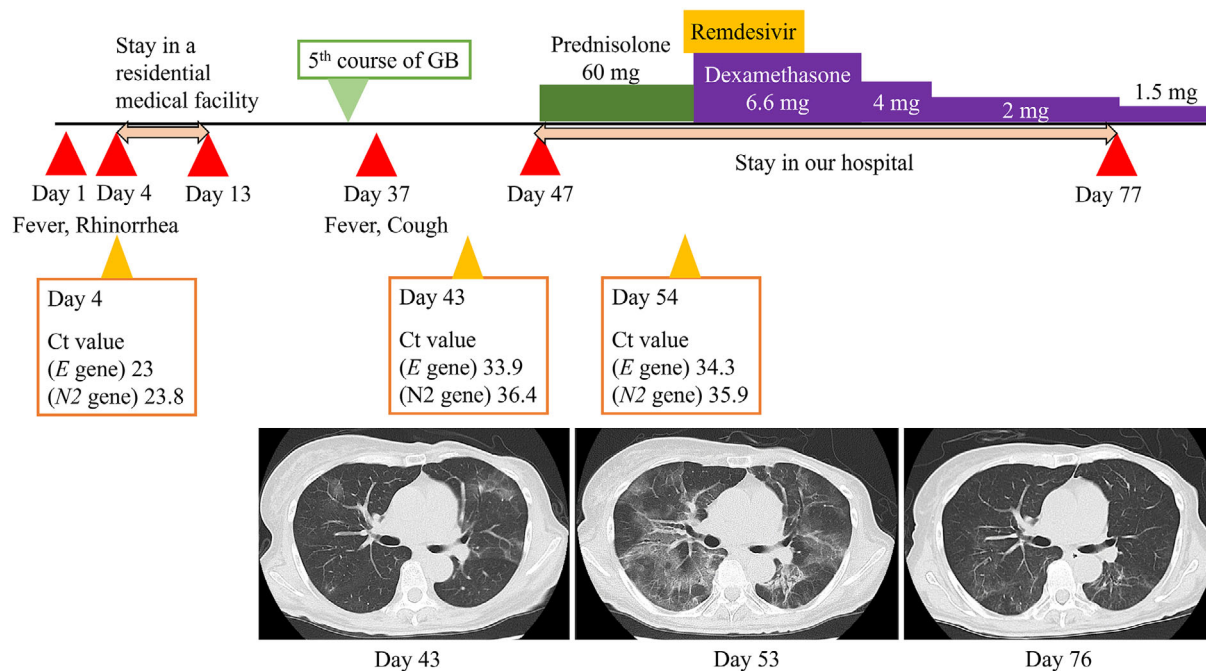 Stay in a
residential
medical facility
5th course of GB
Prednisolone
60 mg
Remdesivir
Dexamethasone
6.6 mg
4 mg
2 mg
1.5 mg
Stay in our hospital
Day 1
Day 4
Day 13
Day 37
Day 47
Day 77
Fever, Rhinorrhea
Fever, Cough
Day 4
Ct value
(E gene) 23
(N2 gene) 23.8
Day 43
Ct value
(E gene) 33.9
(N2 gene) 36.4
Day 54
Ct value
(E gene) 34.3
(N2 gene) 35.9
Day 43
Day 53
Day 76